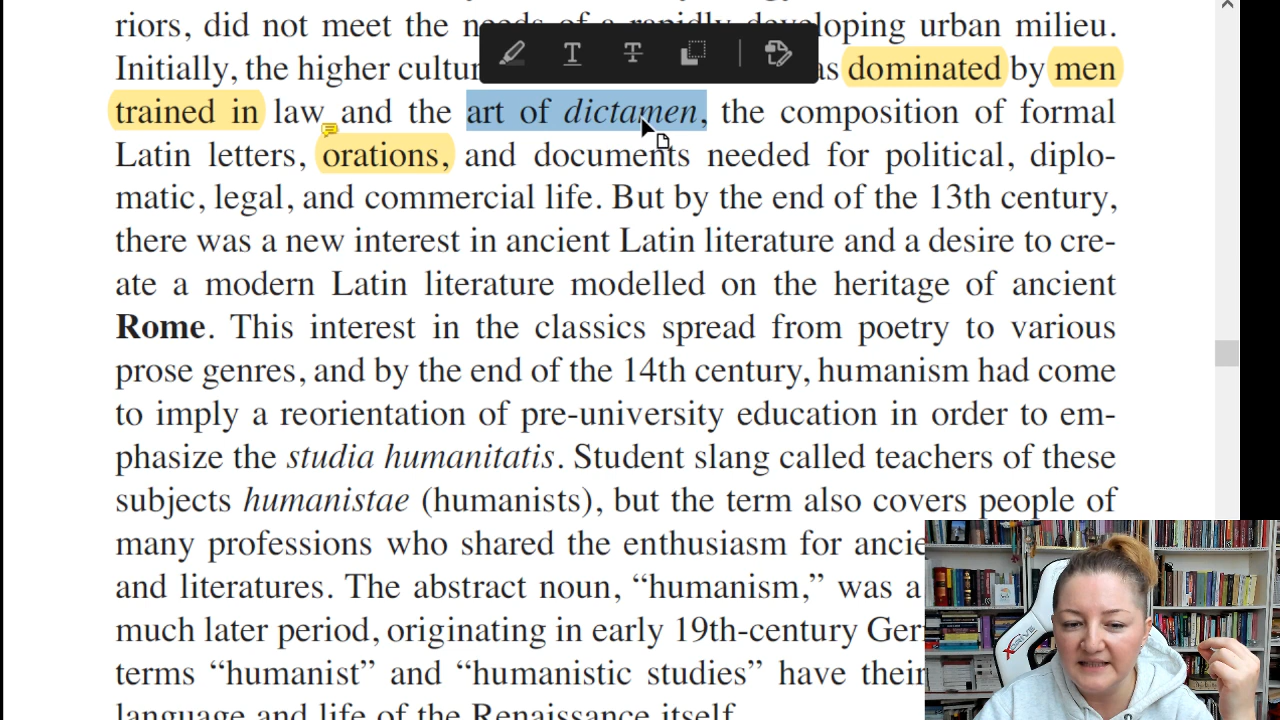 riors, did not meet the needs of a rapidly developing urban milieu.
Initially, the higher cultur as dominated by men
trained in law and the art of dictamen, the composition of formal
Latin letters, orations, and documents needed for political, diplo-
matic, legal, and commercial life. But by the end of the 13th century,
there was a new interest in ancient Latin literature and a desire to cre-
ate a modern Latin literature modelled on the heritage of ancient
Rome. This interest in the classics spread from poetry to various
prose genres, and by the end of the 14th century, humanism had come
to imply a reorientation of pre-university education in order to em-
phasize the studia humanitatis. Student slang called teachers of these
subjects humanistae (humanists), but the term also covers people of
many professions who shared the enthusiasm for ancie
and literatures. The abstract noun, “humanism,” was a
much later period, originating in early 19th-century Ger
terms “humanist” and “humanistic studies” have their
language and life of the Renaissance itself.